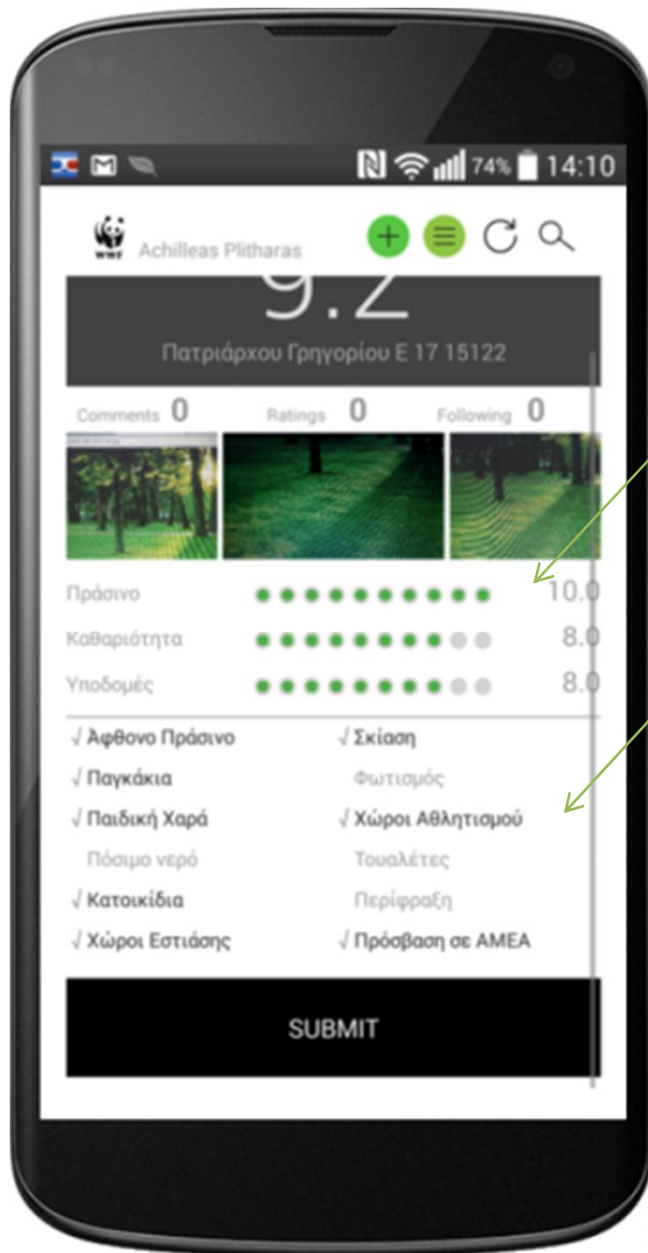 74% 14:10
WWF Achilleas Plitharas
9.2
Πατριάρχου Γρηγορίου Ε 17 15122
Comments 0 Ratings 0 Following 0
Πράσινο 10.0
Καθαριότητα 8.0
Υποδομές 8.0
√ Άφθονο Πράσινο √ Σκίαση
√ Παγκάκια Φωτισμός
√ Παιδική Χαρά √ Χώροι Αθλητισμού
Πόσιμο νερό Τουαλέτες
√ Κατοικίδια Περίφραξη
√ Χώροι Εστιάσης √ Πρόσβαση σε ΑΜΕΑ
SUBMIT